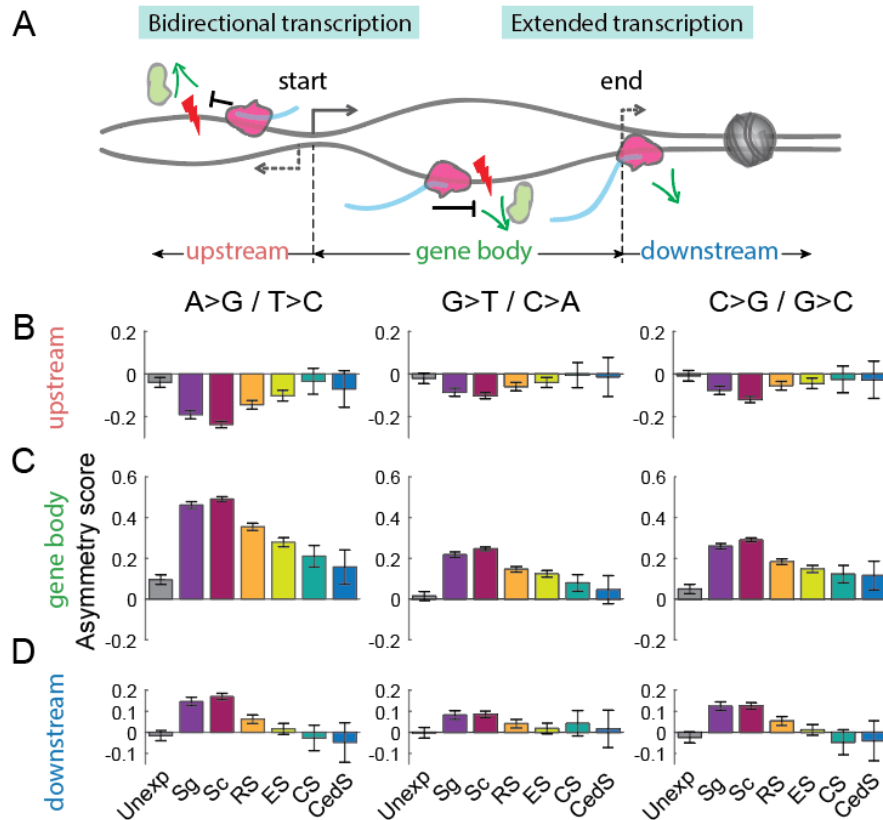 A
Bidirectional transcription
Extended transcription
start
end
upstream
gene body
downstream
A>G / T>C
G>T / C>A
C>G / G>C
B
upstream
0.2
0
-0.2
0.2
0
-0.2
0.2
0
-0.2
C
gene body
Asymmetry score
0.6
0.4
0.2
0
-0.2
0.6
0.4
0.2
0
-0.2
0.6
0.4
0.2
0
-0.2
D
downstream
0.2
0.1
0
-0.1
0.2
0.1
0
-0.1
0.2
0.1
0
-0.1
Unexp
Sg
Sc
RS
ES
CS
CedS
Unexp
Sg
Sc
RS
ES
CS
CedS
Unexp
Sg
Sc
RS
ES
CS
CedS